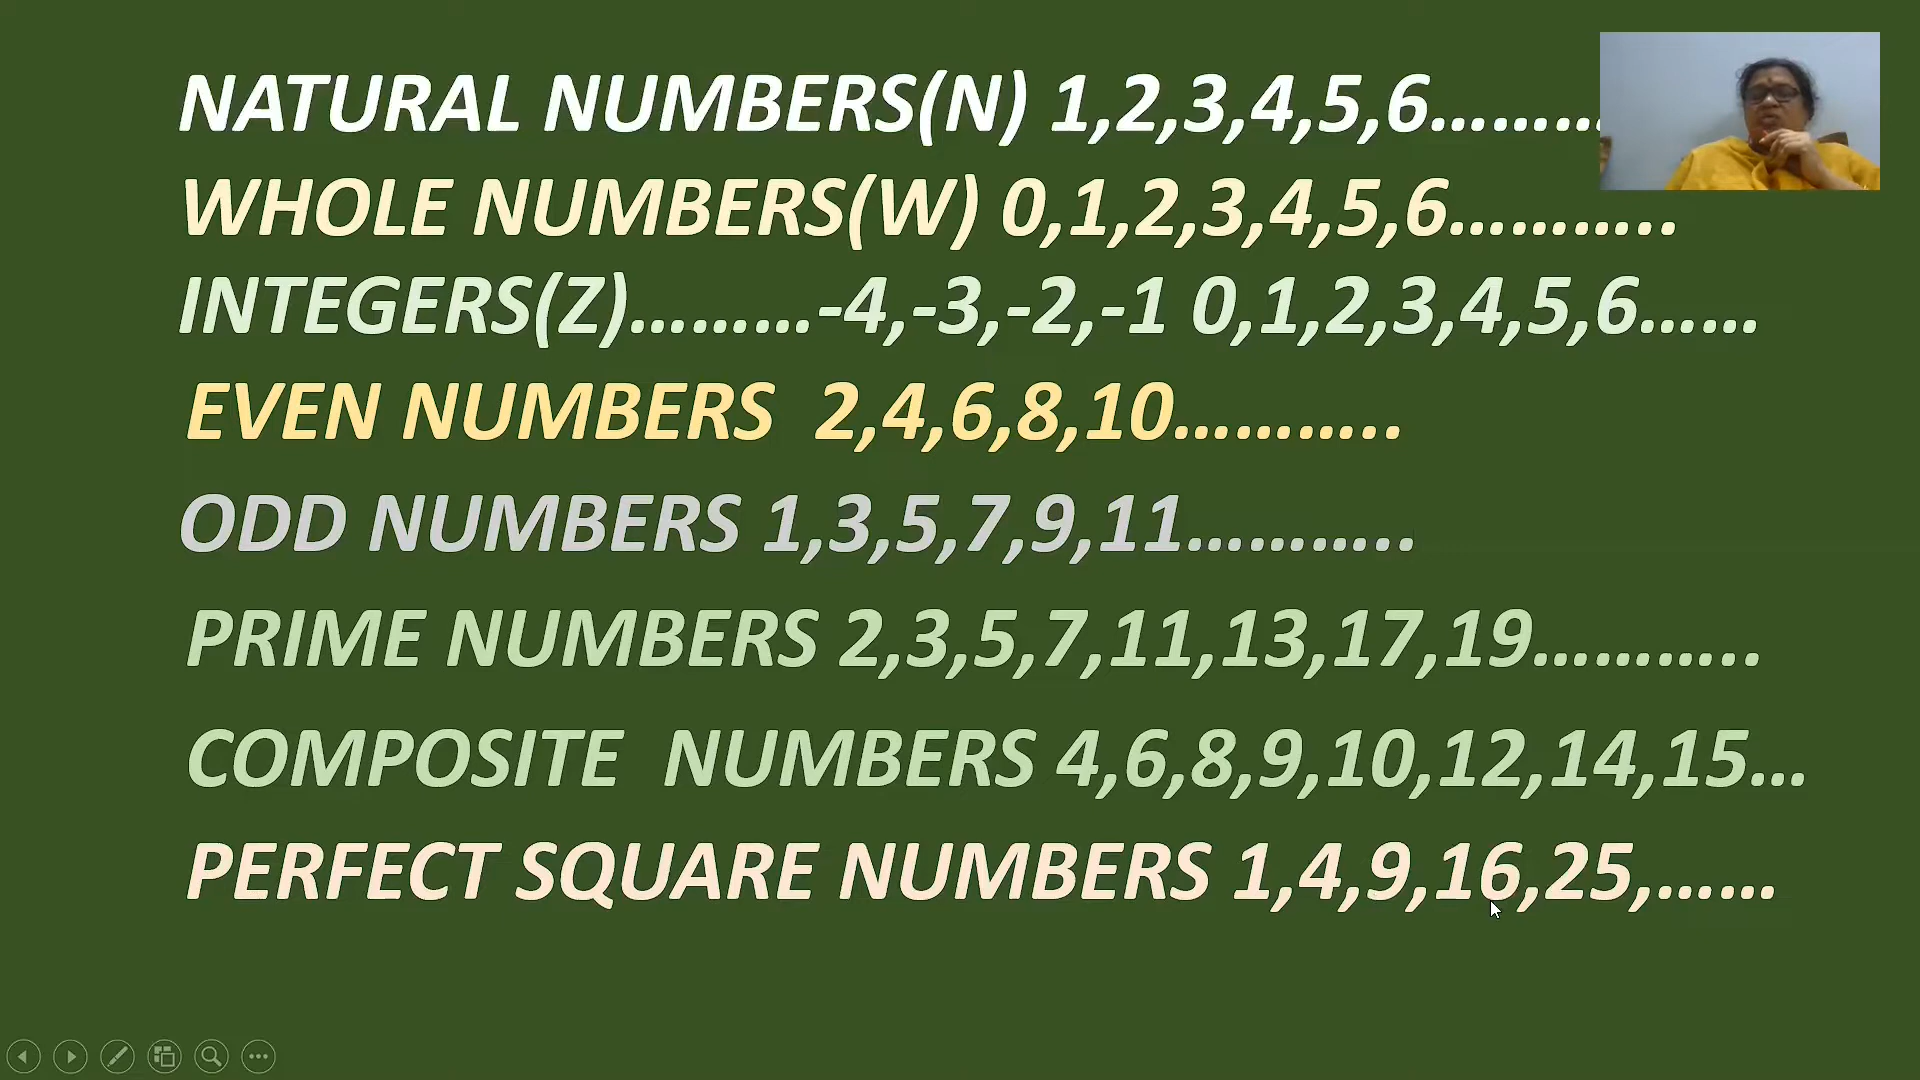 NATURAL NUMBERS(N) 1,2,3,4,5,6..........
WHOLE NUMBERS(W) 0,1,2,3,4,5,6...........
INTEGERS(Z).........-4,-3,-2,-1 0,1,2,3,4,5,6......
EVEN NUMBERS  2,4,6,8,10...........
ODD NUMBERS 1,3,5,7,9,11...........
PRIME NUMBERS 2,3,5,7,11,13,17,19...........
COMPOSITE  NUMBERS 4,6,8,9,10,12,14,15...
PERFECT SQUARE NUMBERS 1,4,9,16,25,......